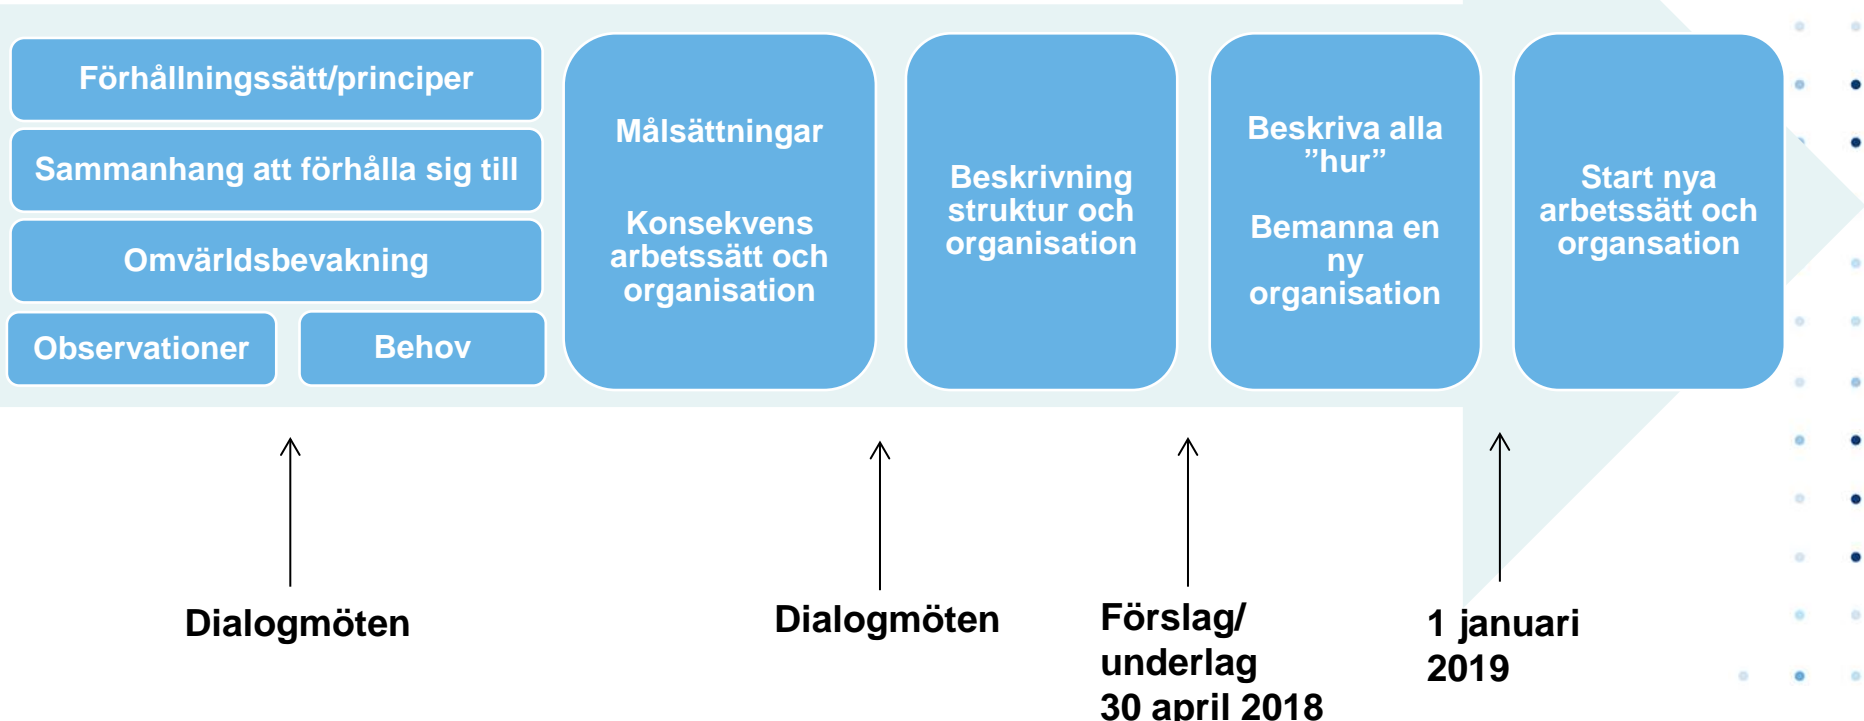 Förhållningssätt/principer
Sammanhang att förhålla sig till
Omvärldsbevakning
Observationer
Behov
Målsättningar
Konsekvens
arbetssätt och
organisation
Beskrivning
struktur och
organisation
Beskriva alla
”hur”
Bemanna en
ny
organisation
Start nya
arbetssätt och
organsation
Dialogmöten
Dialogmöten
Förslag/
underlag
30 april 2018
1 januari
2019